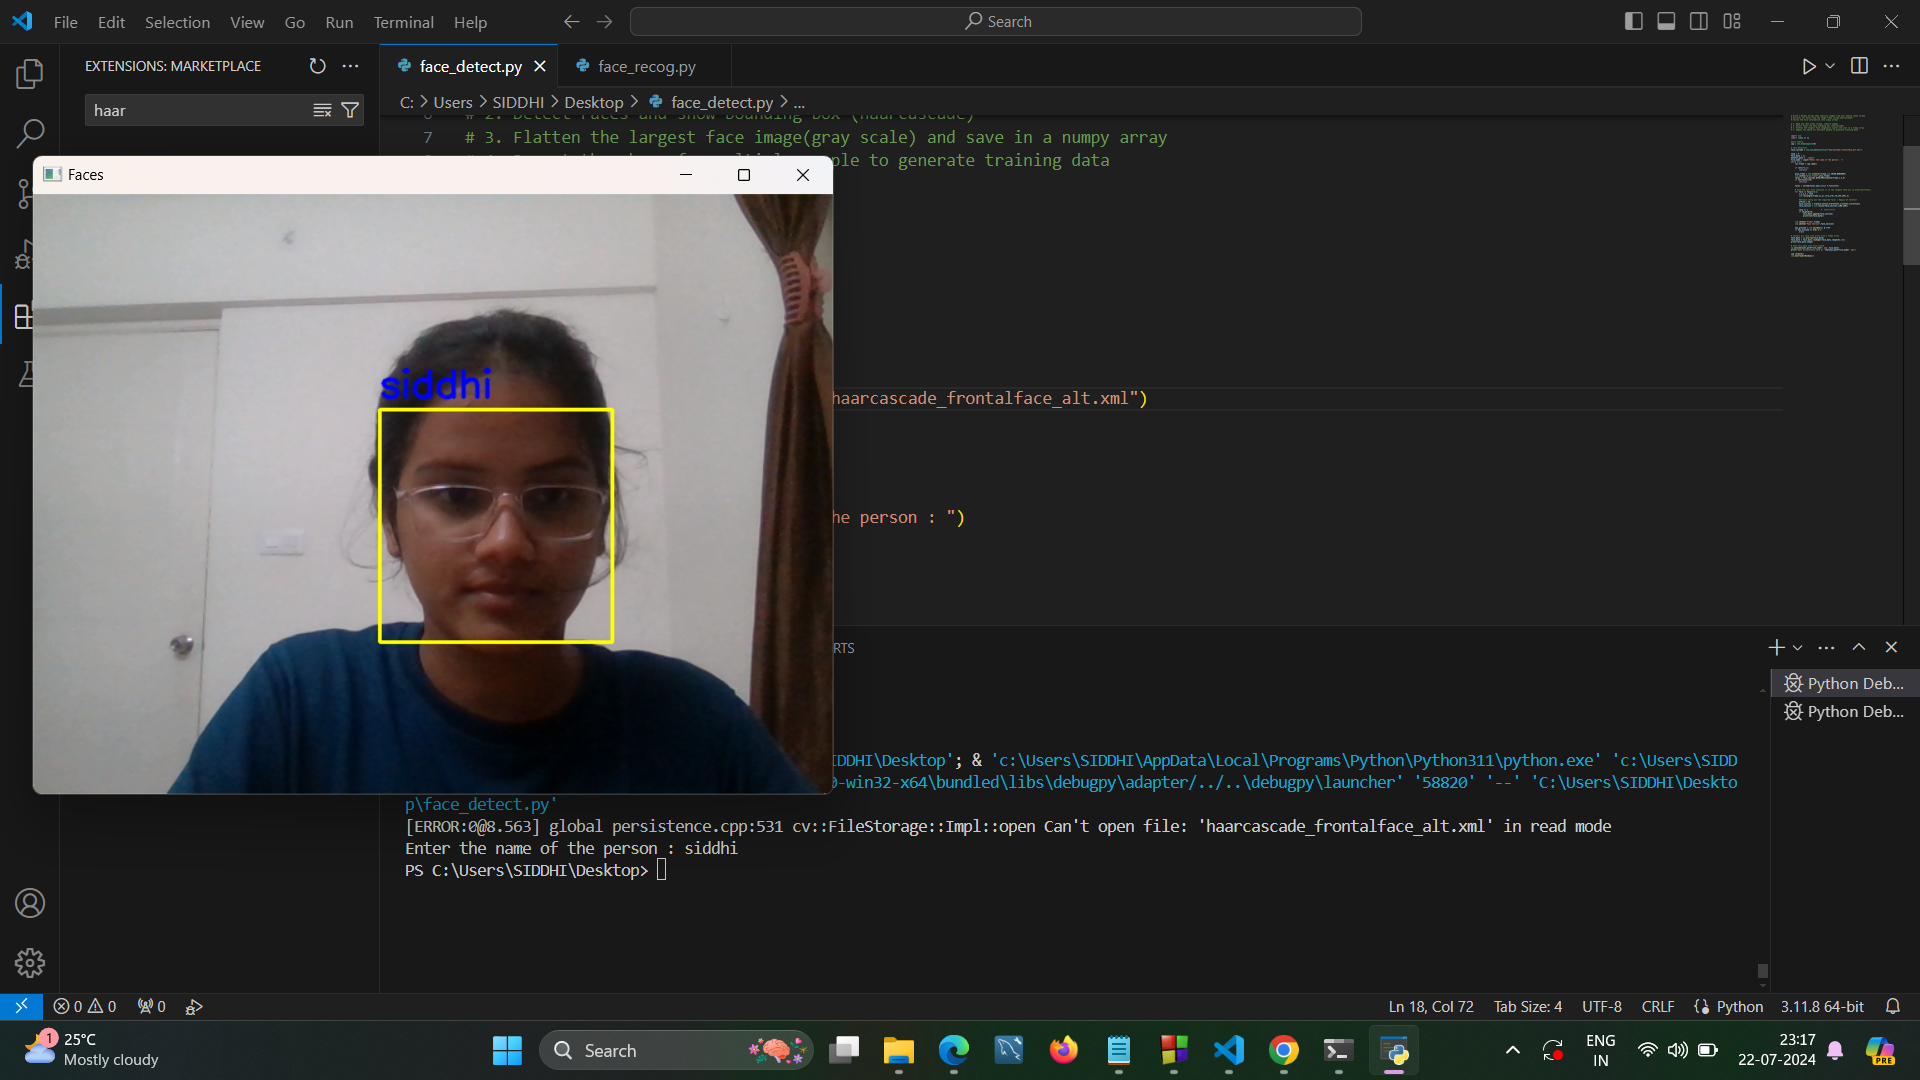 File Edit Selection View Go Run Terminal Help
Search
EXTENSIONS: MARKETPLACE
haar
face_detect.py
face_recog.py
C: > Users > SIDDHI > Desktop > face_detect.py > ...
7 # 3. Flatten the largest face image(gray scale) and save in a numpy array
ple to generate training data
Faces
siddhi
haarcascade_frontalface_alt.xml")
he person : ")
RTS
Python Deb...
Python Deb...
IDDHI\Desktop'; & 'c:\Users\SIDDHI\AppData\Local\Programs\Python\Python311\python.exe' 'c:\Users\SIDD
0-win32-x64\bundled\libs\debugpy\adapter/../..\debugpy\launcher' '58820' '--' 'C:\Users\SIDDHI\Deskto
p\face_detect.py'
[ERROR:0@8.563] global persistence.cpp:531 cv::FileStorage::Impl::open Can't open file: 'haarcascade_frontalface_alt.xml' in read mode
Enter the name of the person : siddhi
PS C:\Users\SIDDHI\Desktop>
0 0 0
Ln 18, Col 72 Tab Size: 4 UTF-8 CRLF Python 3.11.8 64-bit
1
25°C
Mostly cloudy
Search
ENG
IN
23:17
22-07-2024
PRE